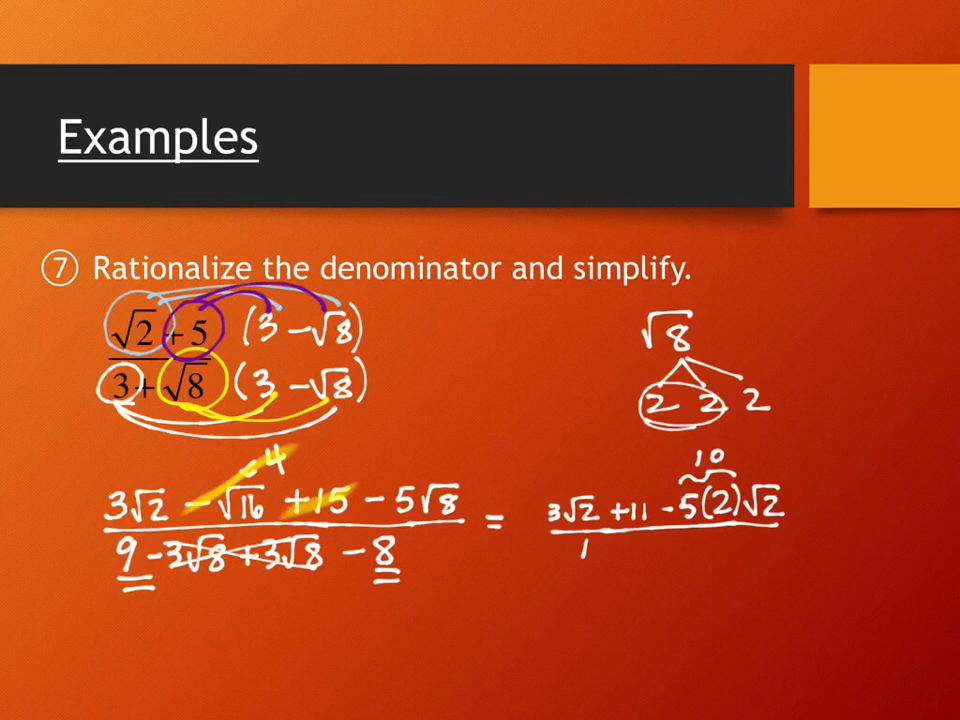 Examples
⑦ Rationalize the denominator and simplify.
√2 + 5 (3 - √8)
3 + √8 (3 - √8)
√8
2 2 2
-4
10
3√2 - √16 + 15 - 5√8 = 3√2 + 11 - 5(2)√2
9 - 3√8 + 3√8 - 8
1